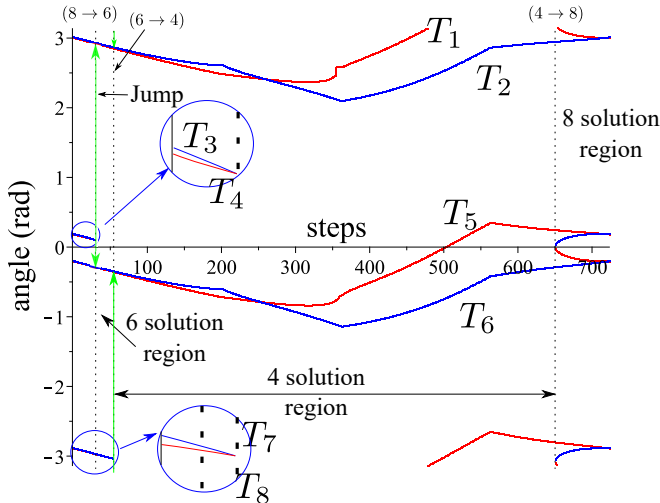 (8 → 6)
(6 → 4)
(4 → 8)
3
T1
T2
Jump
2
T3
8 solution
region
T4
1
angle (rad)
steps
T5
0
100 200 300 400 500 600 700
6 solution
region
T6
-1
4 solution
region
-2
T7
-3
T8